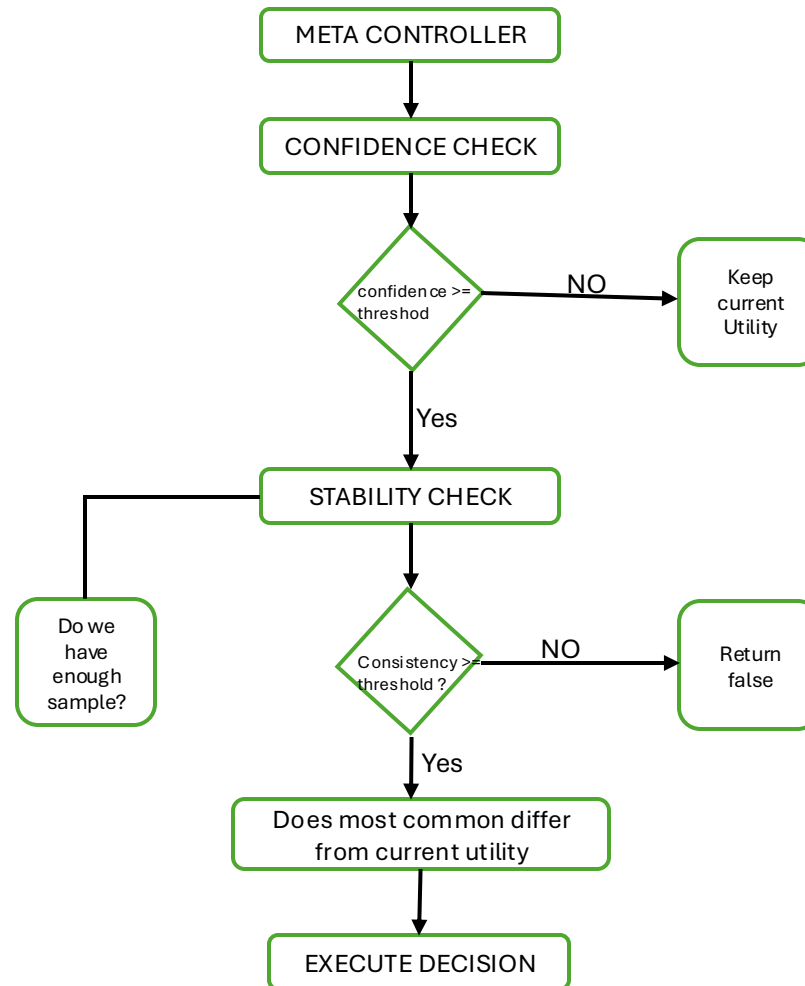 META CONTROLLER
CONFIDENCE CHECK
confidence >=
threshod
NO
Keep
current
Utility
Yes
STABILITY CHECK
Do we
have
enough
sample?
Consistency >=
threshold?
NO
Return
false
Yes
Does most common differ
from current utility
EXECUTE DECISION